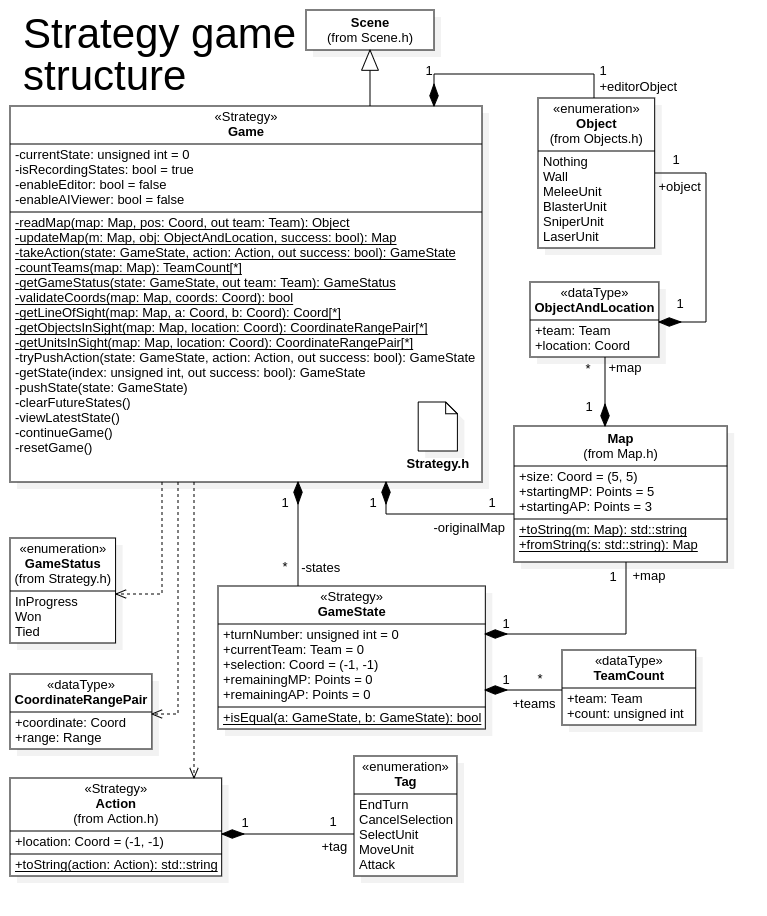 Strategy game
structure
Scene
(from Scene.h)
1
1
+editorObject
«Strategy»
Game
-currentState: unsigned int = 0
-isRecordingStates: bool = true
-enableEditor: bool = false
-enableAIViewer: bool = false
-readMap(map: Map, pos: Coord, out team: Team): Object
-updateMap(m: Map, obj: ObjectAndLocation, success: bool): Map
-takeAction(state: GameState, action: Action, out success: bool): GameState
-countTeams(map: Map): TeamCount[*]
-getGameStatus(state: GameState, out team: Team): GameStatus
-validateCoords(map: Map, coords: Coord): bool
-getLineOfSight(map: Map, a: Coord, b: Coord): Coord[*]
-getObjectsInSight(map: Map, location: Coord): CoordinateRangePair[*]
-getUnitsInSight(map: Map, location: Coord): CoordinateRangePair[*]
-tryPushAction(state: GameState, action: Action, out success: bool): GameState
-getState(index: unsigned int, out success: bool): GameState
-pushState(state: GameState)
-clearFutureStates()
-viewLatestState()
-continueGame()
-resetGame()
Strategy.h
«enumeration»
Object
(from Objects.h)
Nothing
Wall
MeleeUnit
BlasterUnit
SniperUnit
LaserUnit
1
+object
«dataType»
ObjectAndLocation
+team: Team
+location: Coord
1
*
+map
1
Map
(from Map.h)
+size: Coord = (5, 5)
+startingMP: Points = 5
+startingAP: Points = 3
+toString(m: Map): std::string
+fromString(s: std::string): Map
1
1
1
-originalMap
*
-states
1
+map
«enumeration»
GameStatus
(from Strategy.h)
InProgress
Won
Tied
«Strategy»
GameState
+turnNumber: unsigned int = 0
+currentTeam: Team = 0
+selection: Coord = (-1, -1)
+remainingMP: Points = 0
+remainingAP: Points = 0
+isEqual(a: GameState, b: GameState): bool
1
1
*
+teams
«dataType»
TeamCount
+team: Team
+count: unsigned int
«dataType»
CoordinateRangePair
+coordinate: Coord
+range: Range
«Strategy»
Action
(from Action.h)
+location: Coord = (-1, -1)
+toString(action: Action): std::string
1
1
+tag
«enumeration»
Tag
EndTurn
CancelSelection
SelectUnit
MoveUnit
Attack